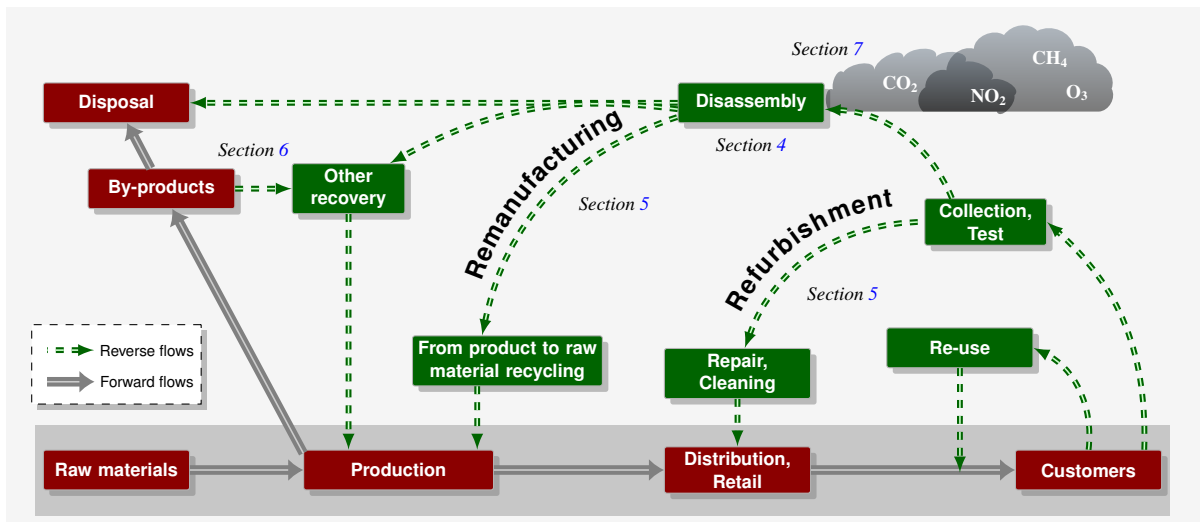 Section 7
CH4
CO2
NO2
O3
Disposal
Disassembly
Section 6
Section 4
By-products
Other
recovery
Remanufacturing
Section 5
Refurbishment
Collection,
Test
Section 5
Reverse flows
Forward flows
From product to raw
material recycling
Repair,
Cleaning
Re-use
Raw materials
Production
Distribution,
Retail
Customers